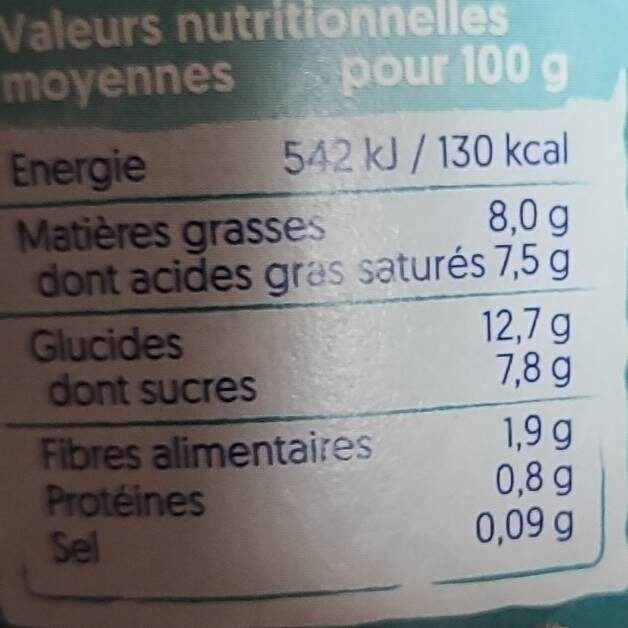 Valeurs nutritionnelles
moyennes pour 100 g
Energie 542 kJ / 130 kcal
Matières grasses 8,0 g
dont acides gras saturés 7,5 g
Glucides 12,7 g
dont sucres 7,8 g
Fibres alimentaires 1,9 g
Protéines 0,8 g
Sel 0,09 g